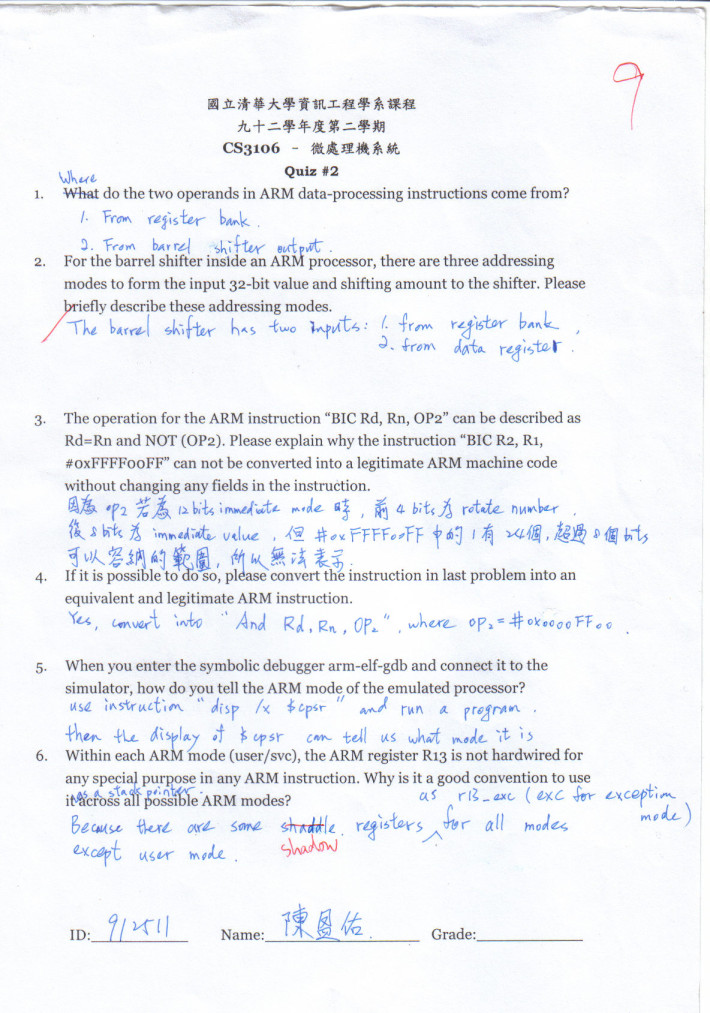 9
國立清華大學資訊工程學系課程
九十二學年度第二學期
CS3106 - 微處理機系統
Quiz #2
Where
1. What do the two operands in ARM data-processing instructions come from?
1. From register bank.
2. From barrel shifter output.
2. For the barrel shifter inside an ARM processor, there are three addressing
modes to form the input 32-bit value and shifting amount to the shifter. Please
briefly describe these addressing modes.
The barrel shifter has two inputs: 1. from register bank,
2. from data register.
3. The operation for the ARM instruction “BIC Rd, Rn, OP2” can be described as
Rd=Rn and NOT (OP2). Please explain why the instruction “BIC R2, R1,
#0xFFFF00FF” can not be converted into a legitimate ARM machine code
without changing any fields in the instruction.
因為 op2 若為 12 bits immediate mode 時, 前 4 bits 為 rotate number.
後 8 bits 為 immediate value, 但 #0xFFFF00FF 中的 1 有 24個, 超過 8 個 bits
可以容納的範圍, 所以無法表示.
4. If it is possible to do so, please convert the instruction in last problem into an
equivalent and legitimate ARM instruction.
Yes, convert into "And Rd, Rn, OP2", where OP2 = #0x0000FF00.
5. When you enter the symbolic debugger arm-elf-gdb and connect it to the
simulator, how do you tell the ARM mode of the emulated processor?
use instruction "disp /x $cpsr" and run a program.
then the display of $cpsr can tell us what mode it is
6. Within each ARM mode (user/svc), the ARM register R13 is not hardwired for
any special purpose in any ARM instruction. Why is it a good convention to use
as a stack pointer.
it across all possible ARM modes?
as r13_exc (exc for exception mode)
Because there are some shaddle registers for all modes
except user mode. shadow
ID: 912511 Name: 陳盈佑 Grade: